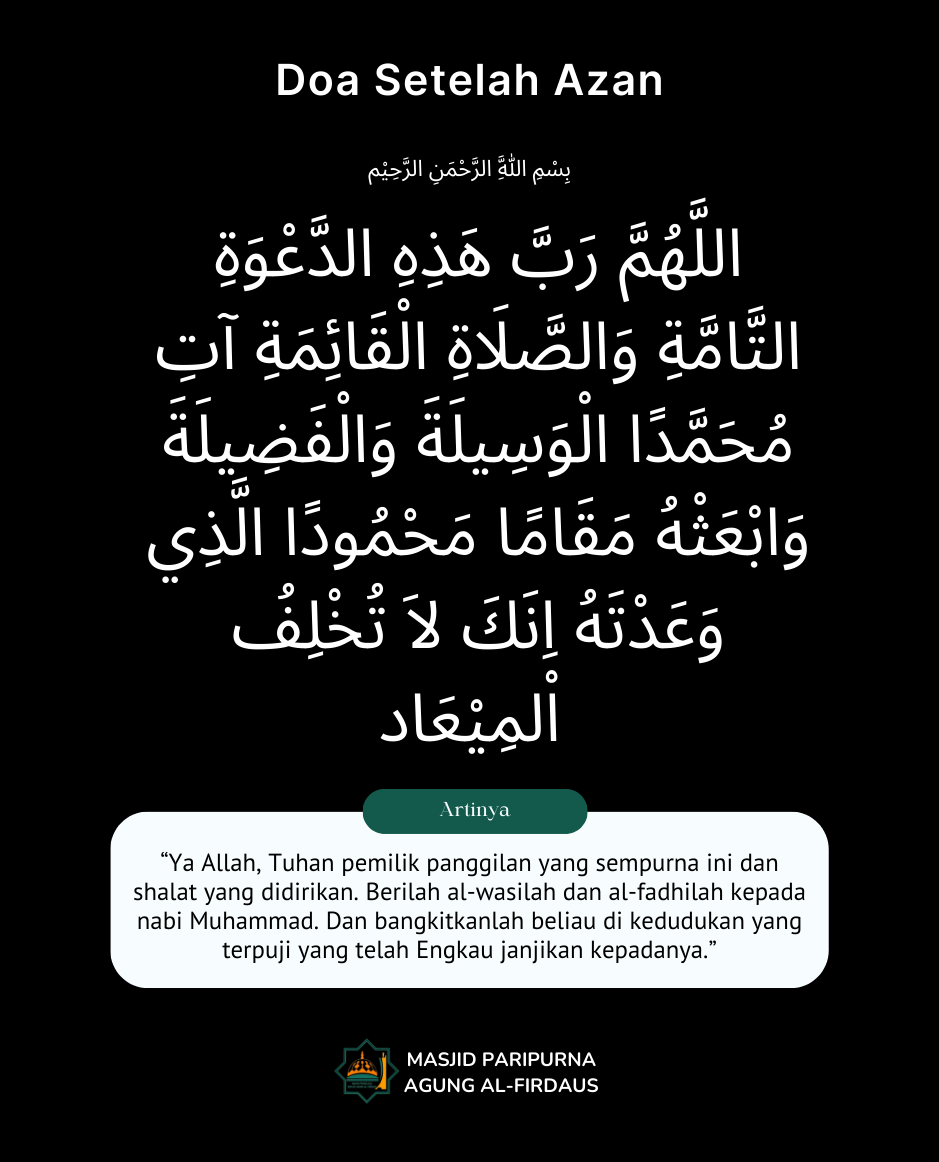 Doa Setelah Azan
بِسْمِ اللَّهِ الرَّحْمَنِ الرَّحِيْمِ
اللَّهُمَّ رَبَّ هَذِهِ الدَّعْوَةِ
التَّامَّةِ وَالصَّلَاةِ الْقَائِمَةِ آتِ
مُحَمَّدًا الْوَسِيلَةَ وَالْفَضِيلَةَ
وَابْعَثْهُ مَقَامًا مَحْمُودًا الَّذِي
وَعَدْتَهُ اِنَكَ لاَ تُخْلِفُ
اْلمِيْعَاد
Artinya
“Ya Allah, Tuhan pemilik panggilan yang sempurna ini dan
shalat yang didirikan. Berilah al-wasilah dan al-fadhilah kepada
nabi Muhammad. Dan bangkitkanlah beliau di kedudukan yang
terpuji yang telah Engkau janjikan kepadanya.”
MASJID PARIPURNA
AGUNG AL-FIRDAUS